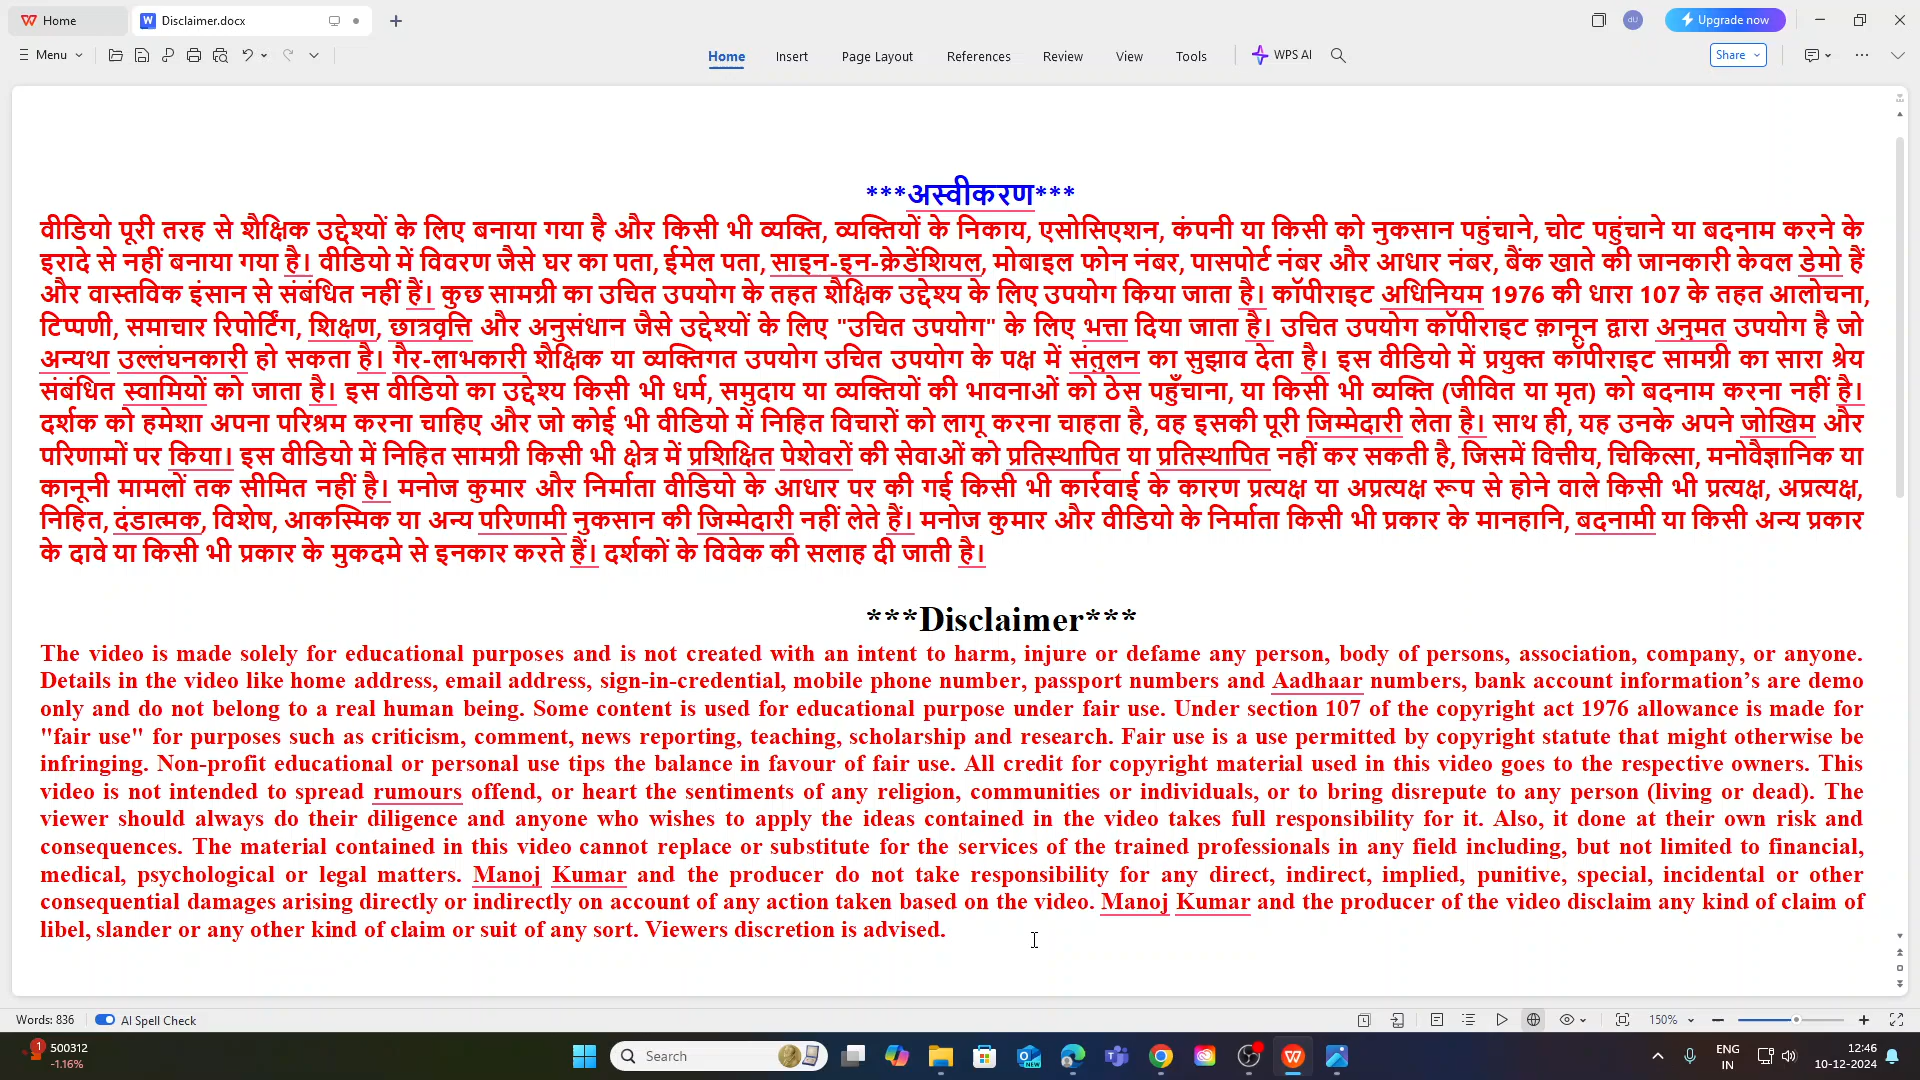 Home
Disclaimer.docx
dU
Upgrade now
Menu
Home
Insert
Page Layout
References
Review
View
Tools
WPS AI
Share
***अस्वीकरण***
वीडियो पूरी तरह से शैक्षिक उद्देश्यों के लिए बनाया गया है और किसी भी व्यक्ति, व्यक्तियों के निकाय, एसोसिएशन, कंपनी या किसी को नुकसान पहुंचाने, चोट पहुंचाने या बदनाम करने के
इरादे से नहीं बनाया गया है। वीडियो में विवरण जैसे घर का पता, ईमेल पता, साइन-इन-क्रेडेंशियल, मोबाइल फोन नंबर, पासपोर्ट नंबर और आधार नंबर, बैंक खाते की जानकारी केवल डेमो हैं
और वास्तविक इंसान से संबंधित नहीं हैं। कुछ सामग्री का उचित उपयोग के तहत शैक्षिक उद्देश्य के लिए उपयोग किया जाता है। कॉपीराइट अधिनियम 1976 की धारा 107 के तहत आलोचना,
टिप्पणी, समाचार रिपोर्टिंग, शिक्षण, छात्रवृत्ति और अनुसंधान जैसे उद्देश्यों के लिए "उचित उपयोग" के लिए भत्ता दिया जाता है। उचित उपयोग कॉपीराइट क़ानून द्वारा अनुमत उपयोग है जो
अन्यथा उल्लंघनकारी हो सकता है। गैर-लाभकारी शैक्षिक या व्यक्तिगत उपयोग उचित उपयोग के पक्ष में संतुलन का सुझाव देता है। इस वीडियो में प्रयुक्त कॉपीराइट सामग्री का सारा श्रेय
संबंधित स्वामियों को जाता है। इस वीडियो का उद्देश्य किसी भी धर्म, समुदाय या व्यक्तियों की भावनाओं को ठेस पहुँचाना, या किसी भी व्यक्ति (जीवित या मृत) को बदनाम करना नहीं है।
दर्शक को हमेशा अपना परिश्रम करना चाहिए और जो कोई भी वीडियो में निहित विचारों को लागू करना चाहता है, वह इसकी पूरी जिम्मेदारी लेता है। साथ ही, यह उनके अपने जोखिम और
परिणामों पर किया। इस वीडियो में निहित सामग्री किसी भी क्षेत्र में प्रशिक्षित पेशेवरों की सेवाओं को प्रतिस्थापित या प्रतिस्थापित नहीं कर सकती है, जिसमें वित्तीय, चिकित्सा, मनोवैज्ञानिक या
कानूनी मामलों तक सीमित नहीं है। मनोज कुमार और निर्माता वीडियो के आधार पर की गई किसी भी कार्रवाई के कारण प्रत्यक्ष या अप्रत्यक्ष रूप से होने वाले किसी भी प्रत्यक्ष, अप्रत्यक्ष,
निहित, दंडात्मक, विशेष, आकस्मिक या अन्य परिणामी नुकसान की जिम्मेदारी नहीं लेते हैं। मनोज कुमार और वीडियो के निर्माता किसी भी प्रकार के मानहानि, बदनामी या किसी अन्य प्रकार
के दावे या किसी भी प्रकार के मुकदमे से इनकार करते हैं। दर्शकों के विवेक की सलाह दी जाती है।
***Disclaimer***
The video is made solely for educational purposes and is not created with an intent to harm, injure or defame any person, body of persons, association, company, or anyone.
Details in the video like home address, email address, sign-in-credential, mobile phone number, passport numbers and Aadhaar numbers, bank account information’s are demo
only and do not belong to a real human being. Some content is used for educational purpose under fair use. Under section 107 of the copyright act 1976 allowance is made for
"fair use" for purposes such as criticism, comment, news reporting, teaching, scholarship and research. Fair use is a use permitted by copyright statute that might otherwise be
infringing. Non-profit educational or personal use tips the balance in favour of fair use. All credit for copyright material used in this video goes to the respective owners. This
video is not intended to spread rumours offend, or heart the sentiments of any religion, communities or individuals, or to bring disrepute to any person (living or dead). The
viewer should always do their diligence and anyone who wishes to apply the ideas contained in the video takes full responsibility for it. Also, it done at their own risk and
consequences. The material contained in this video cannot replace or substitute for the services of the trained professionals in any field including, but not limited to financial,
medical, psychological or legal matters. Manoj Kumar and the producer do not take responsibility for any direct, indirect, implied, punitive, special, incidental or other
consequential damages arising directly or indirectly on account of any action taken based on the video. Manoj Kumar and the producer of the video disclaim any kind of claim of
libel, slander or any other kind of claim or suit of any sort. Viewers discretion is advised.
Words: 836
AI Spell Check
150%
1
500312
-1.16%
Search
NEW
ENG
IN
12:46
10-12-2024